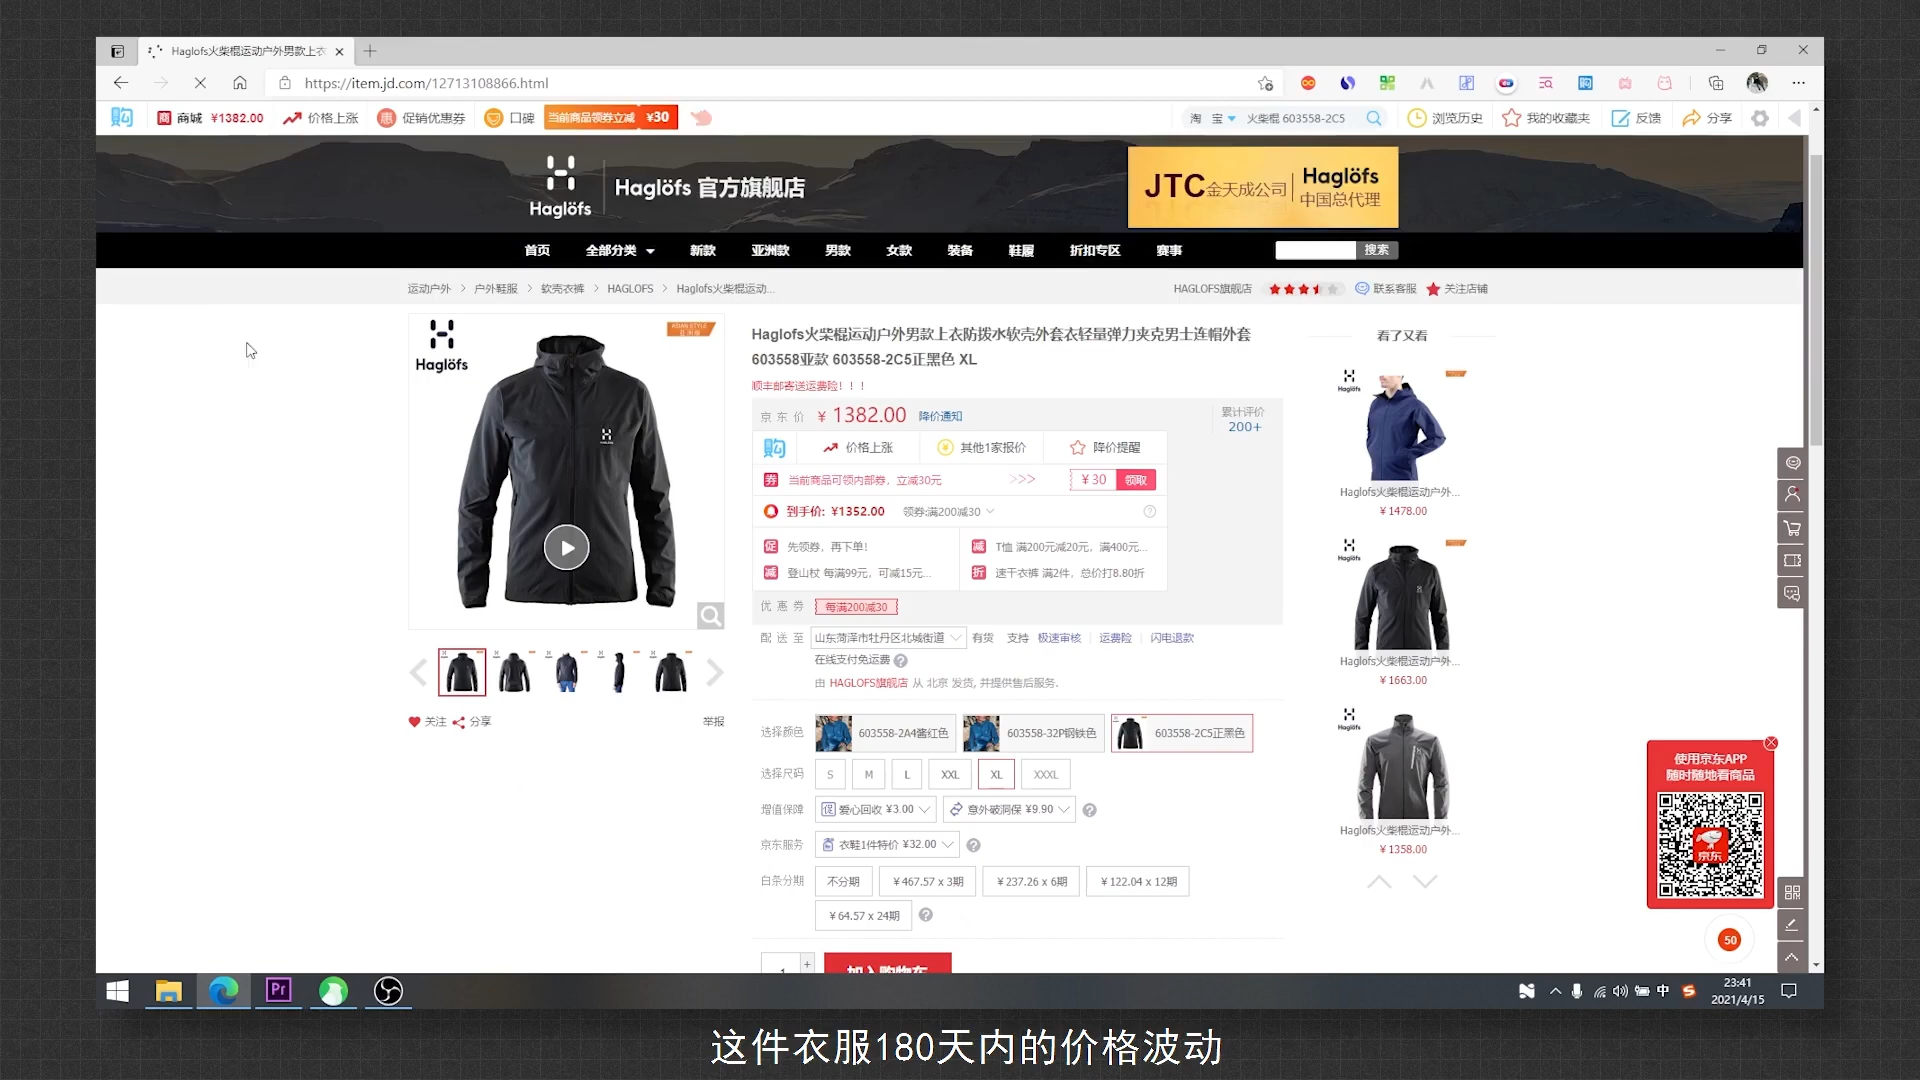 Haglofs火柴棍运动户外男款上衣
https://item.jd.com/12713108866.html
购 商城 ¥1382.00 价格上涨 惠 促销优惠券 口碑 当前商品领券立减 ¥30
淘 宝 火柴棍 603558-2C5 浏览历史 我的收藏夹 反馈 分享
Haglöfs
Haglöfs 官方旗舰店
JTC金天成公司
Haglöfs
中国总代理
首页 全部分类 新款 亚洲款 男款 女款 装备 鞋履 折扣专区 赛事 搜索
运动户外 > 户外鞋服 > 软壳衣裤 > HAGLOFS > Haglofs火柴棍运动...
HAGLOFS旗舰店 联系客服 关注店铺
Haglöfs
ASIAN STYLE
Haglofs火柴棍运动户外男款上衣防拨水软壳外套衣轻量弹力夹克男士连帽外套
603558亚款 603558-2C5正黑色 XL
顺丰邮寄送运费险！！！
京东价 ¥ 1382.00 降价通知
累计评价
200+
购 价格上涨 其他1家报价 降价提醒
券 当前商品可领内部券，立减30元 >>> ¥30 领取
到手价: ¥1352.00 领券:满200减30
促 先领券，再下单!
减 T恤 满200元减20元，满400元...
减 登山杖 每满99元，可减15元...
折 速干衣裤 满2件，总价打8.80折
优惠券 每满200减30
配送至 山东菏泽市牡丹区北城街道 有货 支持 极速审核 运费险 闪电退款
在线支付免运费
由 HAGLOFS旗舰店 从 北京 发货, 并提供售后服务.
关注 分享 举报
选择颜色 603558-2A4酱红色 603558-32P钢铁色 603558-2C5正黑色
选择尺码 S M L XXL XL XXXL
增值保障 爱心回收 ¥3.00 意外破洞保 ¥9.90
京东服务 衣鞋1件特价 ¥32.00
白条分期 不分期 ￥467.57 x 3期 ￥237.26 x 6期 ￥122.04 x 12期
￥64.57 x 24期
1 +
加入购物车
看了又看
Haglöfs
Haglofs火柴棍运动户外...
￥1478.00
Haglöfs
Haglofs火柴棍运动户外...
￥1663.00
Haglöfs
Haglofs火柴棍运动户外...
￥1358.00
使用京东APP
随时随地看商品
京东
50
Pr
中
23:41
2021/4/15
这件衣服180天内的价格波动